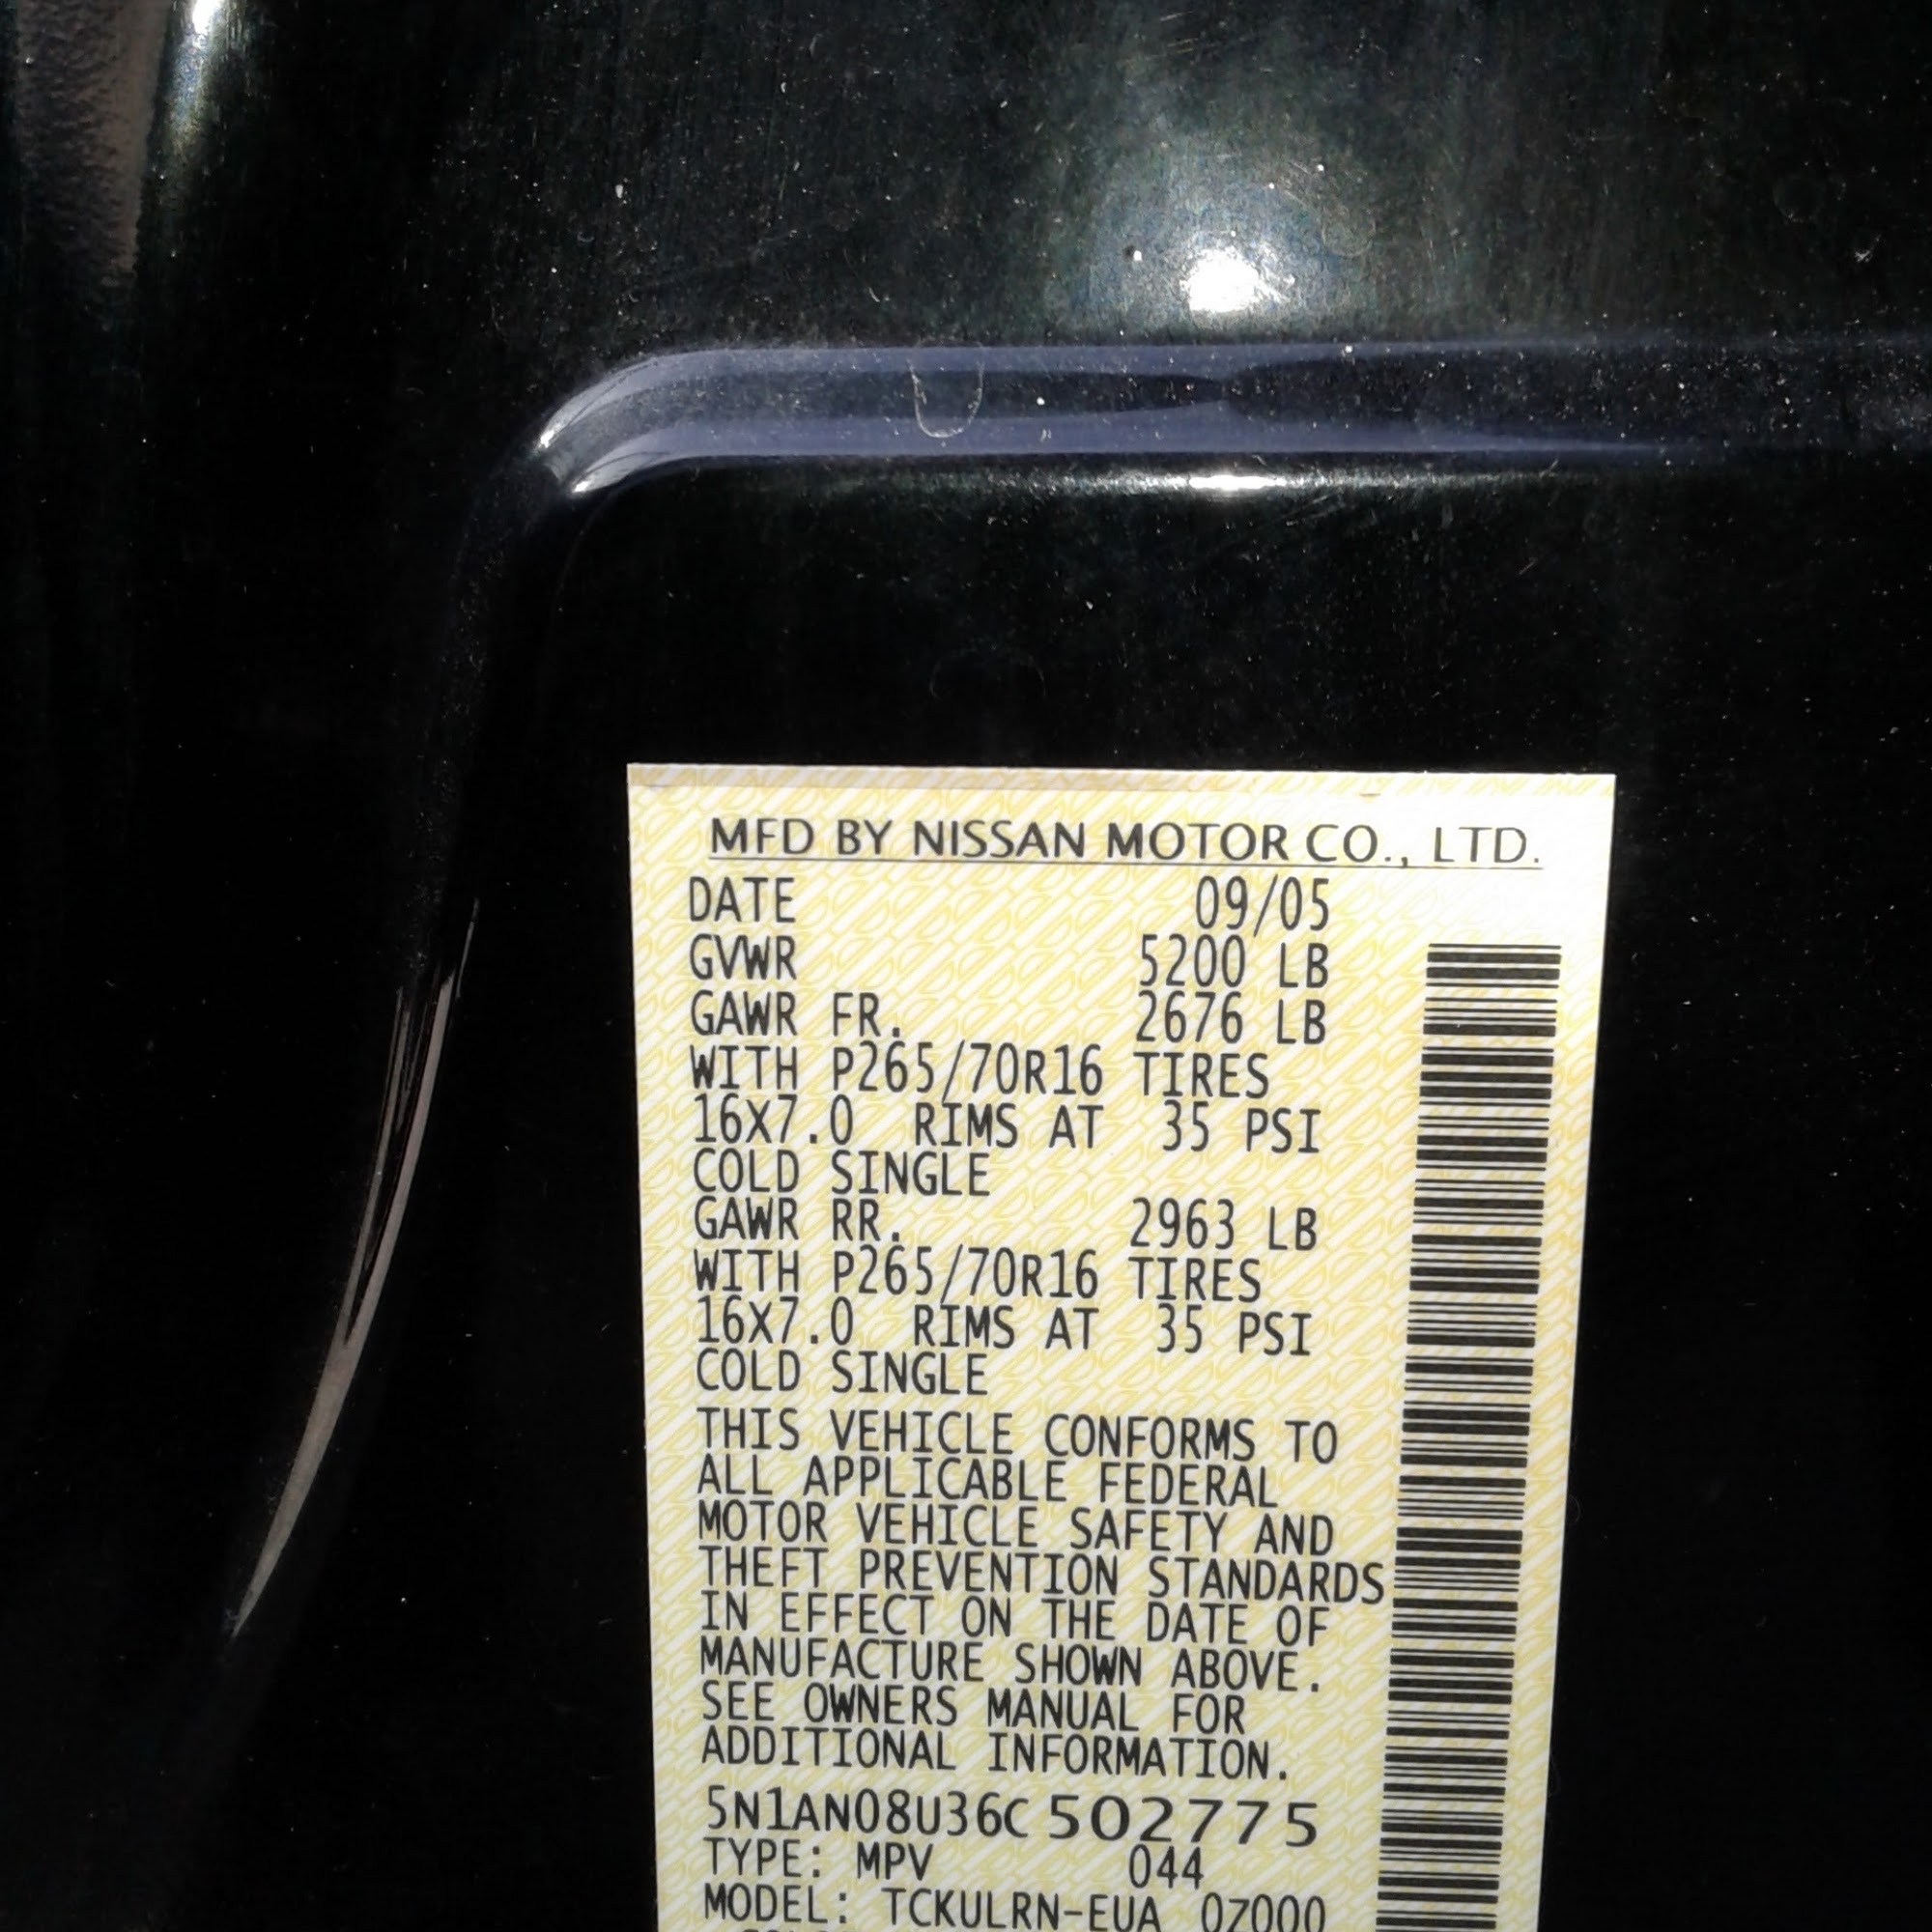 MFD BY NISSAN MOTOR CO., LTD.
DATE 09/05
GVWR 5200 LB
GAWR FR. 2676 LB
WITH P265/70R16 TIRES
16X7.0 RIMS AT 35 PSI
COLD SINGLE
GAWR RR. 2963 LB
WITH P265/70R16 TIRES
16X7.0 RIMS AT 35 PSI
COLD SINGLE
THIS VEHICLE CONFORMS TO
ALL APPLICABLE FEDERAL
MOTOR VEHICLE SAFETY AND
THEFT PREVENTION STANDARDS
IN EFFECT ON THE DATE OF
MANUFACTURE SHOWN ABOVE.
SEE OWNERS MANUAL FOR
ADDITIONAL INFORMATION.
5N1AN08U36C502775
TYPE: MPV 044
MODEL: TCKULRN-EUA 0Z000